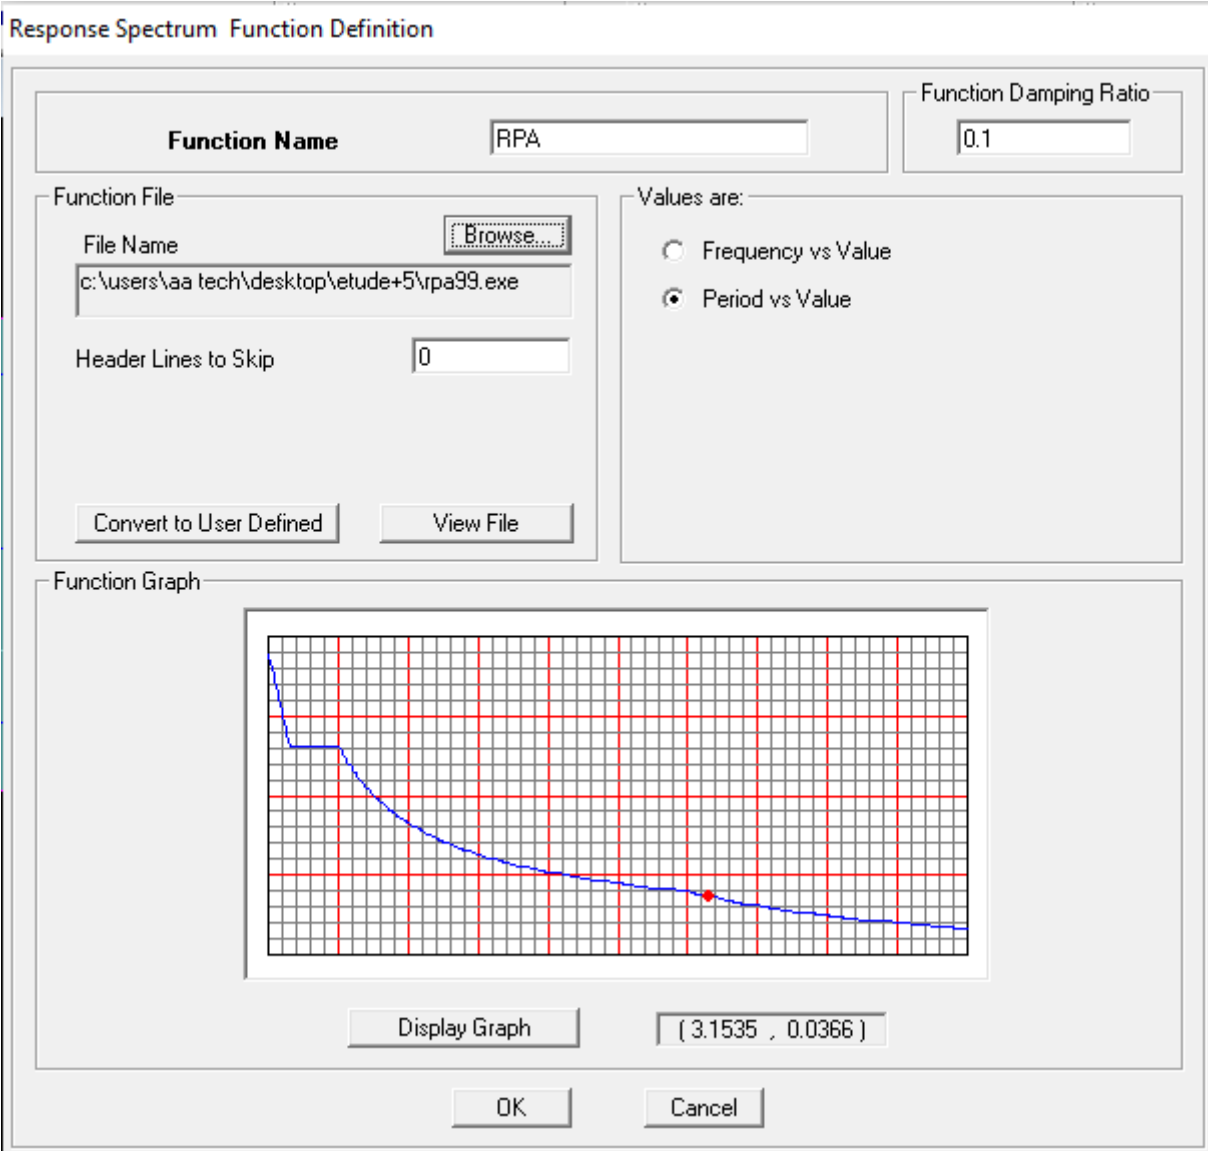 Response Spectrum  Function Definition
Function Damping Ratio
Function Name
RPA
0.1
Function File
Values are:
File Name
Browse...
Frequency vs Value
c:\users\aa tech\desktop\etude+5\rpa99.exe
Period vs Value
Header Lines to Skip
0
Convert to User Defined
View File
Function Graph
Display Graph
( 3.1535  ,  0.0366 )
OK
Cancel